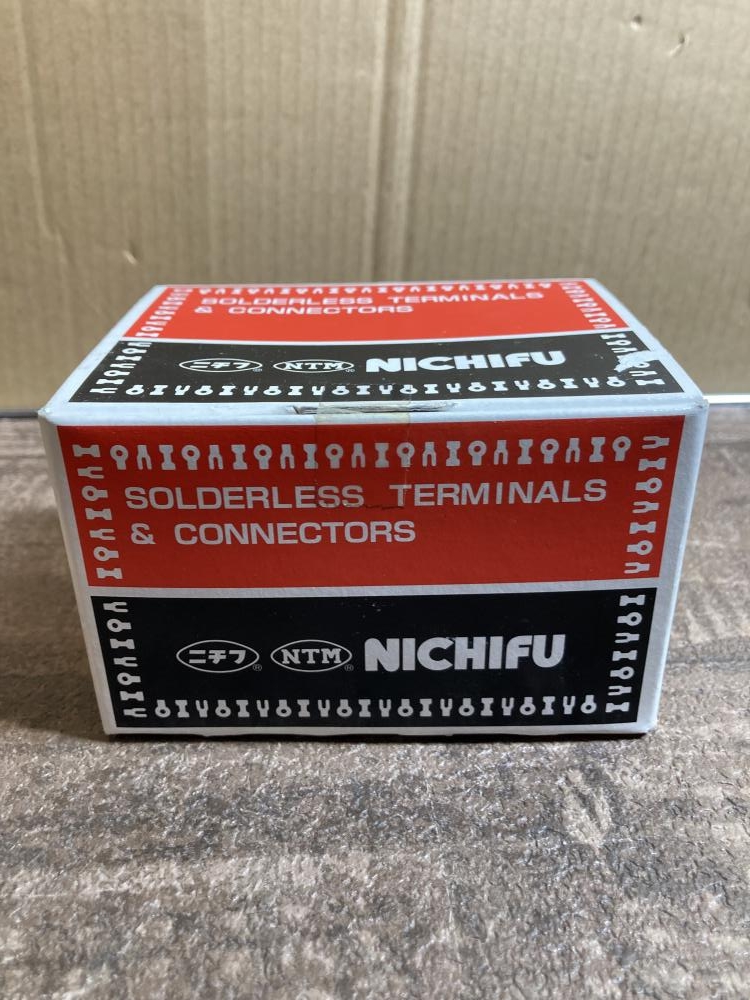 SOLDERLESS TERMINALS
& CONNECTORS
ニチフ® NTM® NICHIFU
SOLDERLESS TERMINALS
& CONNECTORS
ニチフ® NTM® NICHIFU